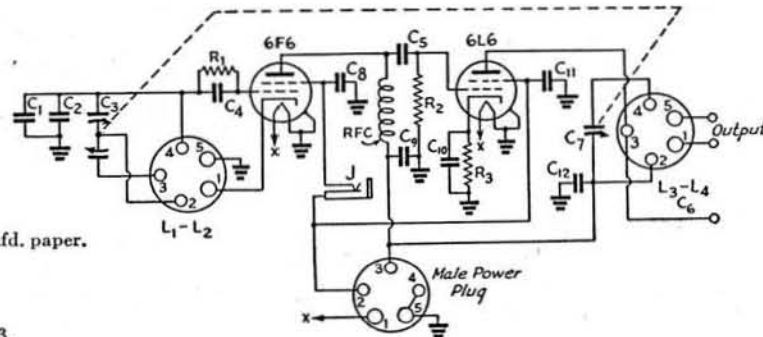 6F6
6L6
R1
C1
C2
C3
C4
C5
C8
C11
R2
RFC
C9
C10
R3
X
X
J
C7
C12
4
5
3
1
2
Output
L3-L4
C6
4
5
3
1
2
L1-L2
fd. paper.
3
4
2
5
1
X
Male Power
Plug